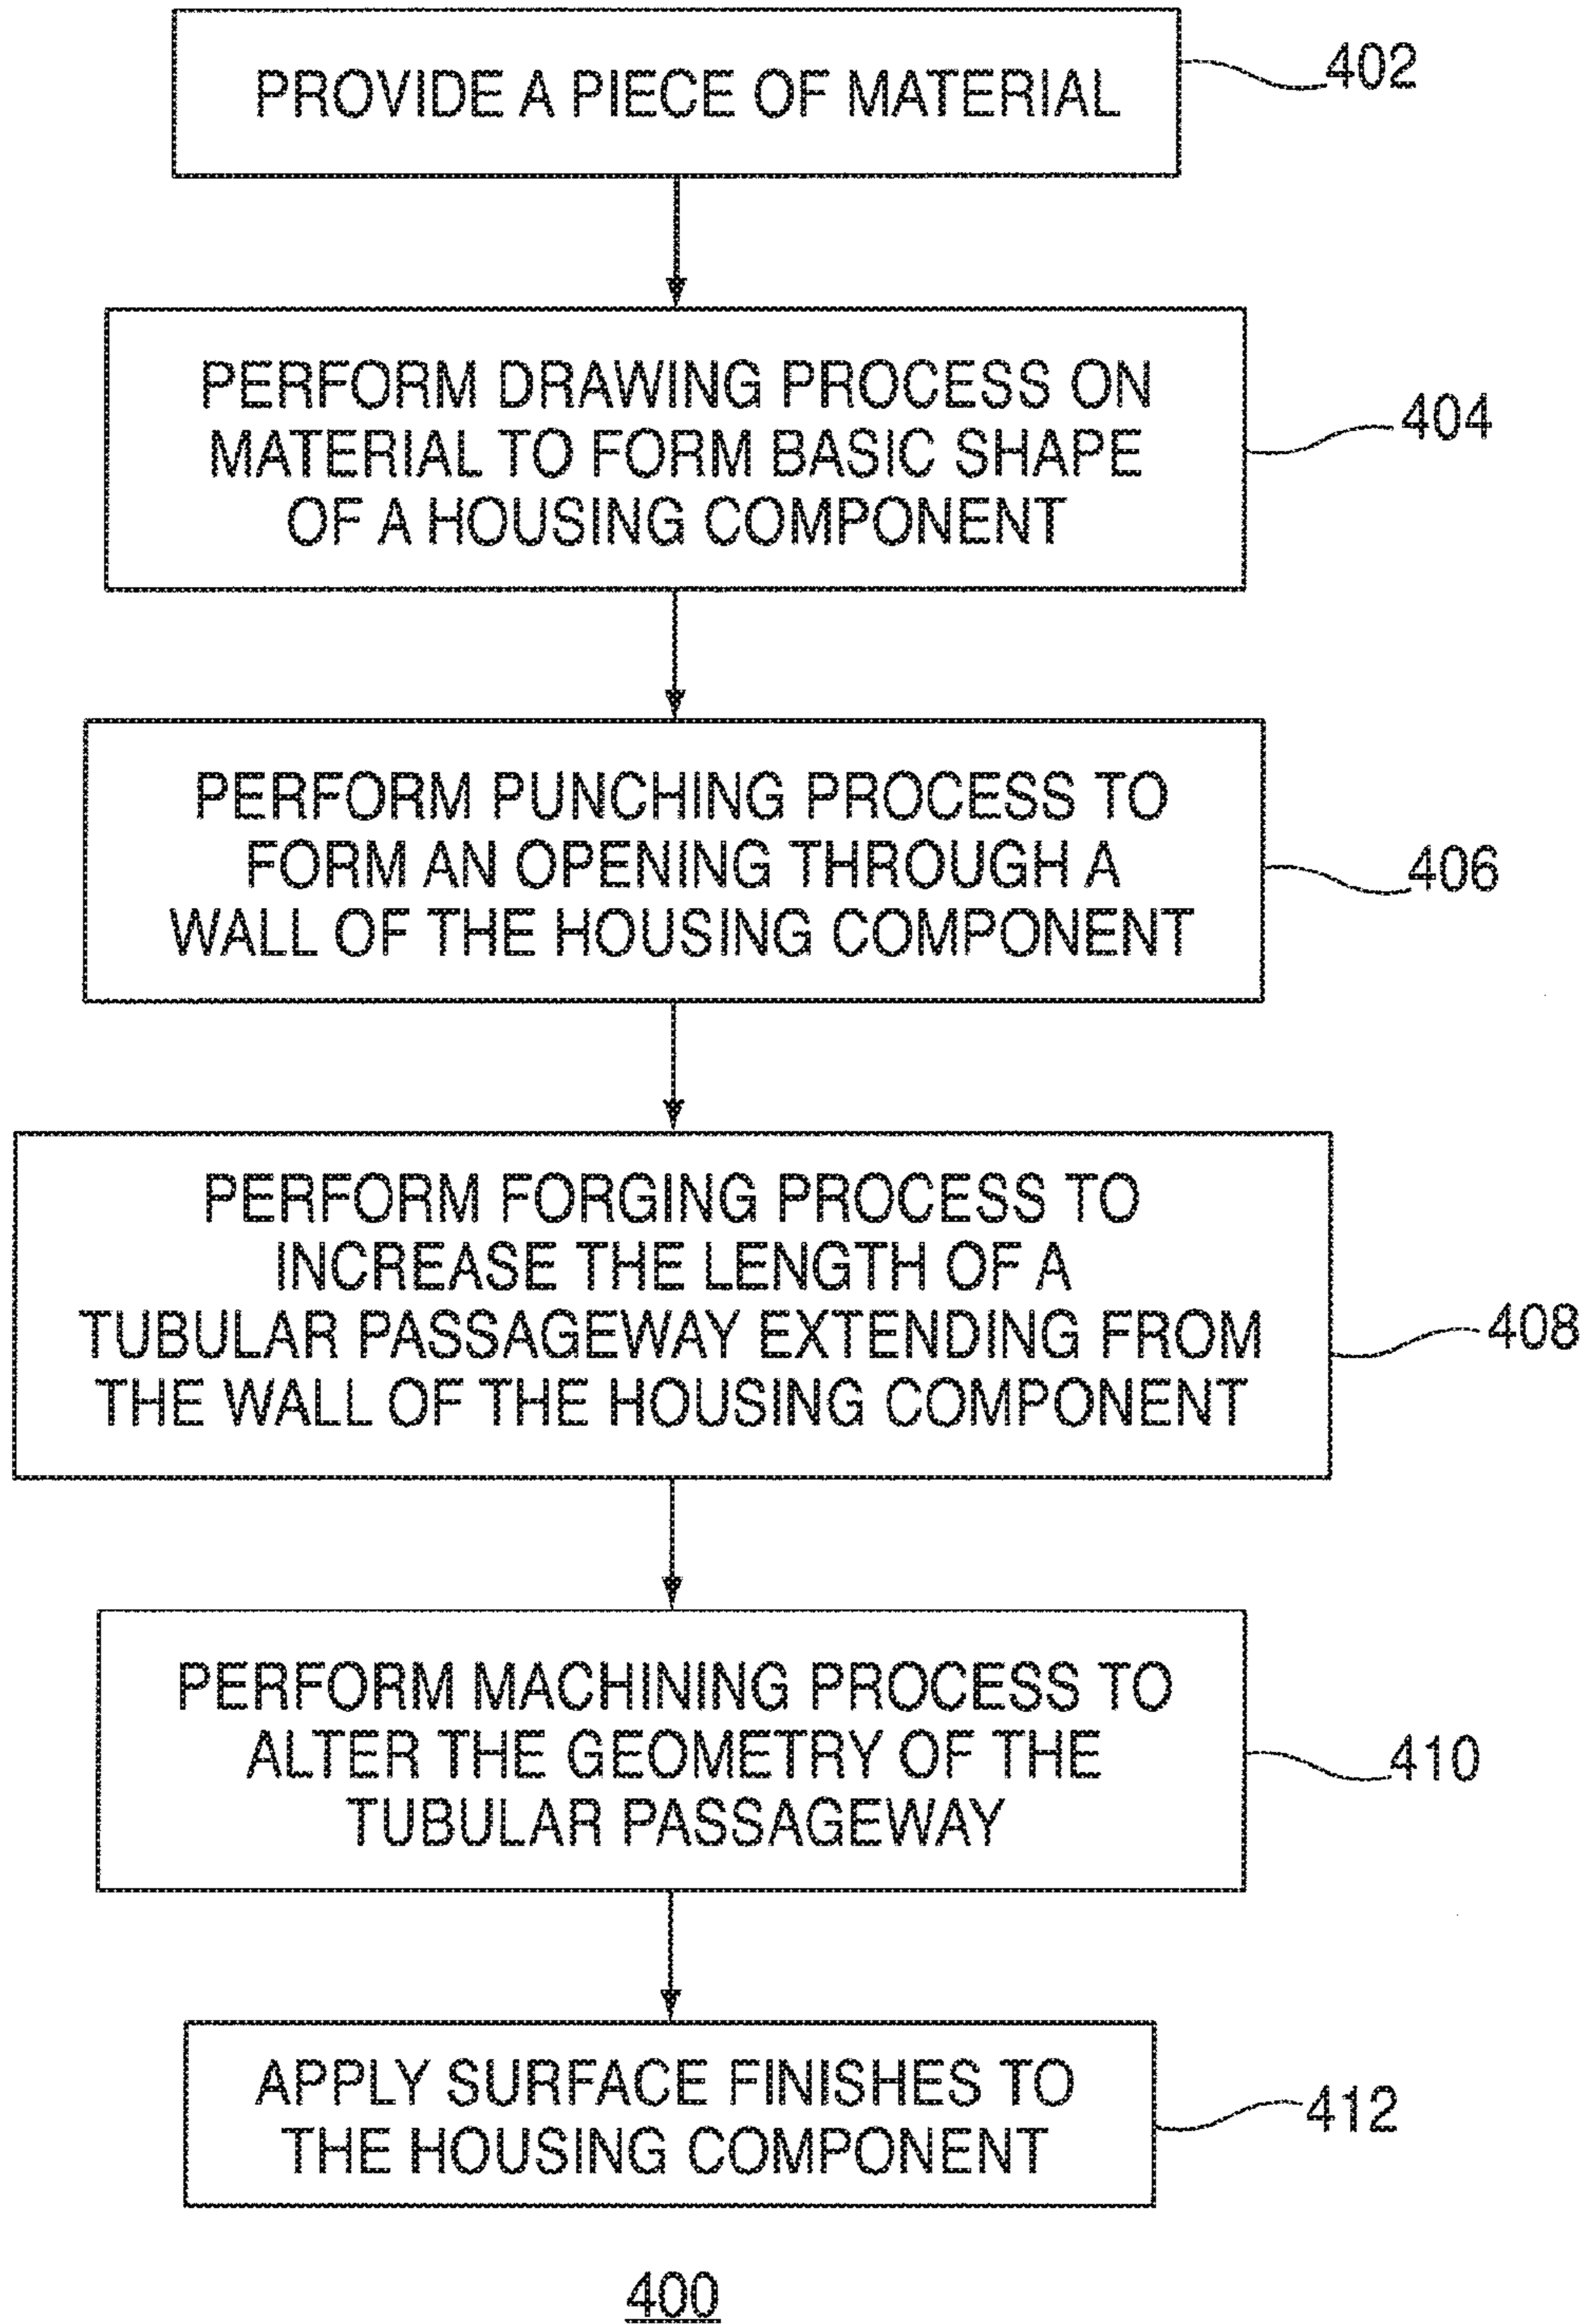 PROVIDE A PIECE OF MATERIAL
402
PERFORM DRAWING PROCESS ON
MATERIAL TO FORM BASIC SHAPE
OF A HOUSING COMPONENT
404
PERFORM PUNCHING PROCESS TO
FORM AN OPENING THROUGH A
WALL OF THE HOUSING COMPONENT
406
PERFORM FORGING PROCESS TO
INCREASE THE LENGTH OF A
TUBULAR PASSAGEWAY EXTENDING FROM
THE WALL OF THE HOUSING COMPONENT
408
PERFORM MACHINING PROCESS TO
ALTER THE GEOMETRY OF THE
TUBULAR PASSAGEWAY
410
APPLY SURFACE FINISHES TO
THE HOUSING COMPONENT
412
400